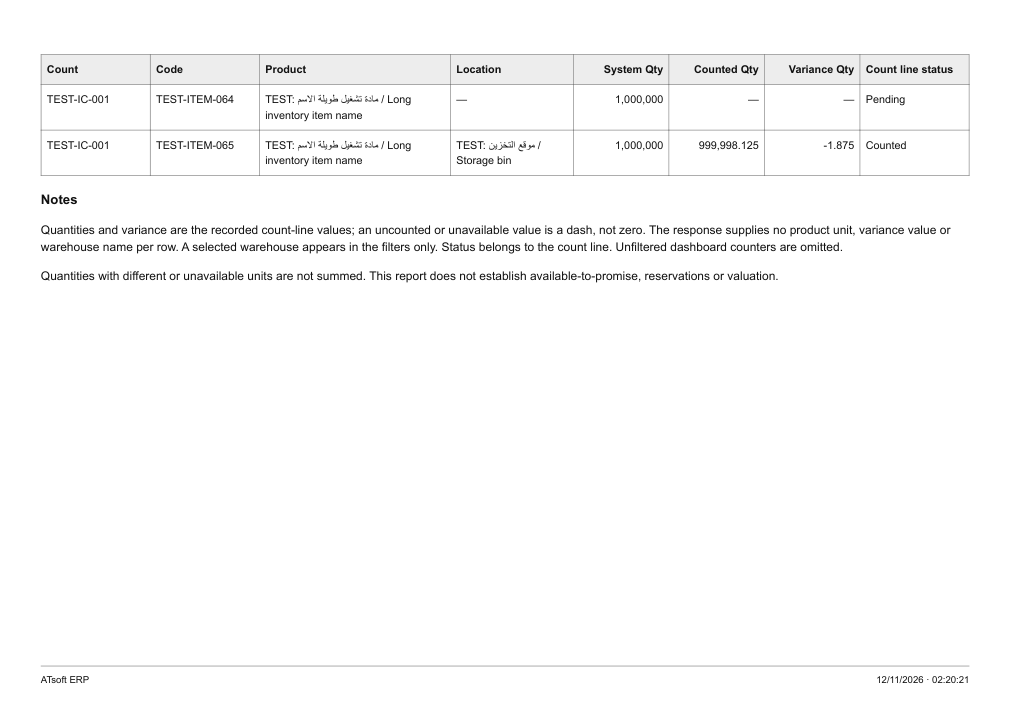 Count Code Product Location System Qty Counted Qty Variance Qty Count line status
TEST-IC-001 TEST-ITEM-064 TEST: مادة تشغيل طويلة الاسم / Long — 1,000,000 — — Pending
inventory item name
TEST-IC-001 TEST-ITEM-065 TEST: مادة تشغيل طويلة الاسم / Long TEST: موقع التخزين / 1,000,000 999,998.125 -1.875 Counted
inventory item name Storage bin
Notes
Quantities and variance are the recorded count-line values; an uncounted or unavailable value is a dash, not zero. The response supplies no product unit, variance value or
warehouse name per row. A selected warehouse appears in the filters only. Status belongs to the count line. Unfiltered dashboard counters are omitted.
Quantities with different or unavailable units are not summed. This report does not establish available-to-promise, reservations or valuation.
ATsoft ERP 12/11/2026 · 02:20:21